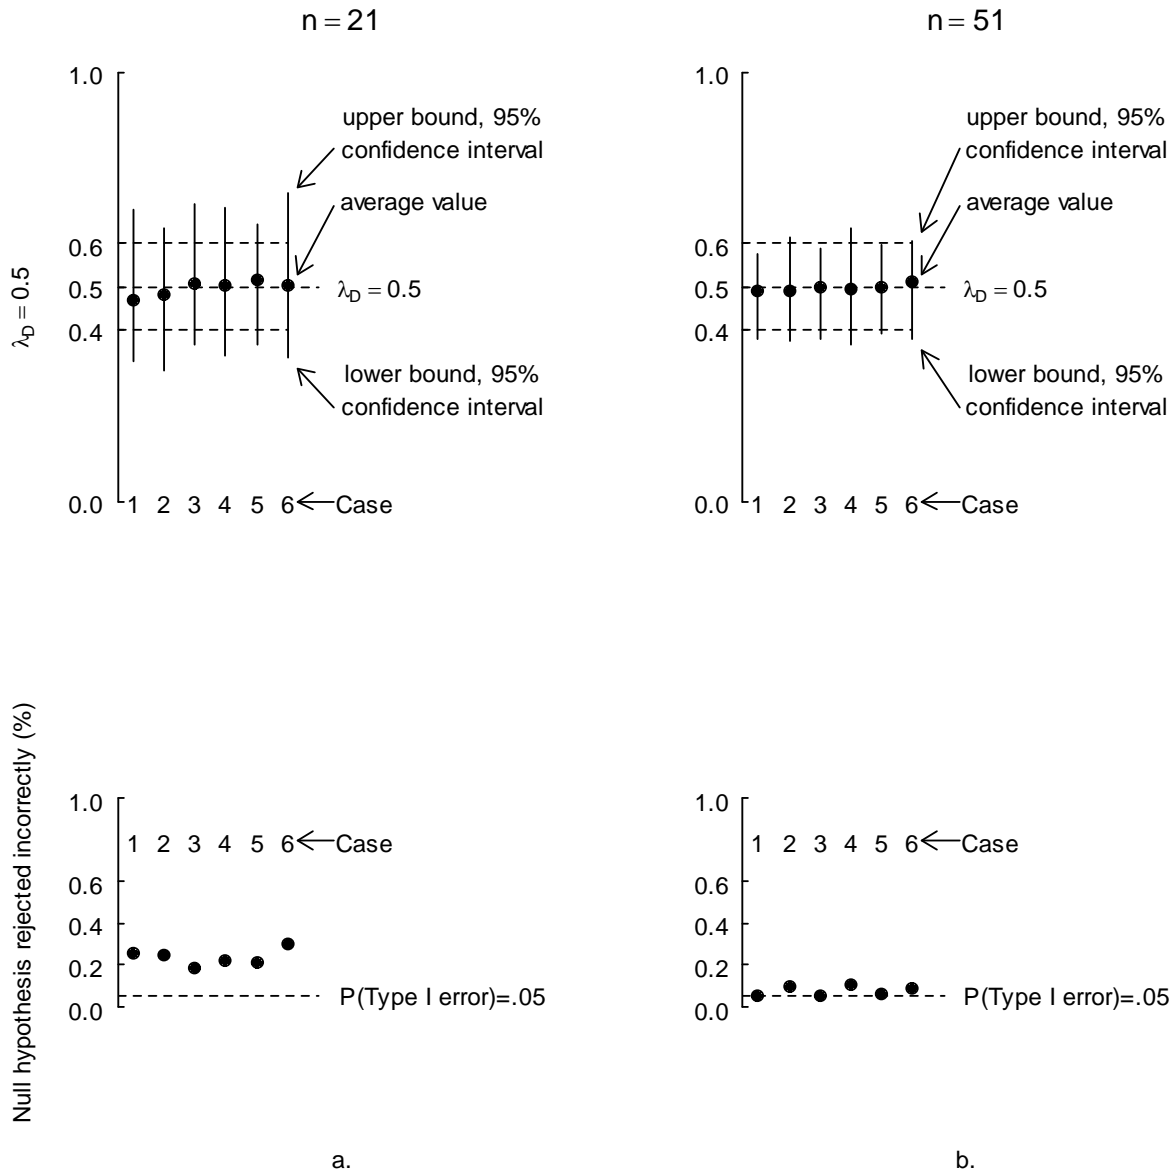 n = 21
1.0
upper bound, 95%
confidence interval
average value
0.6
0.5
λD = 0.5
0.4
lower bound, 95%
confidence interval
0.0
1 2 3 4 5 6
Case
λD = 0.5
n = 51
1.0
upper bound, 95%
confidence interval
average value
0.6
0.5
λD = 0.5
0.4
lower bound, 95%
confidence interval
0.0
1 2 3 4 5 6
Case
Null hypothesis rejected incorrectly (%)
1.0
1 2 3 4 5 6
Case
0.6
0.4
0.2
0.0
P(Type I error)=.05
a.
1.0
1 2 3 4 5 6
Case
0.6
0.4
0.2
0.0
P(Type I error)=.05
b.